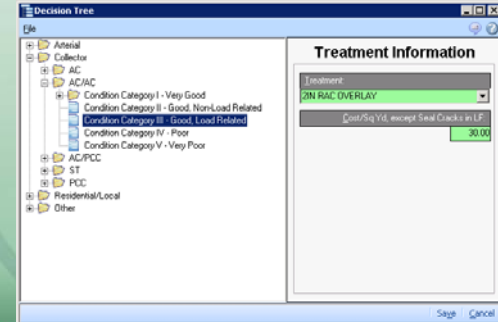 Decision Tree
File
Arterial
Collector
AC
AC/AC
Condition Category I - Very Good
Condition Category II - Good, Non-Load Related
Condition Category III - Good, Load Related
Condition Category IV - Poor
Condition Category V - Very Poor
AC/PCC
ST
PCC
Residential/Local
Other
Treatment Information
Treatment
2IN RAC OVERLAY
Cost/Sq Yd, except Seal Cracks in LF:
30.00
Save Cancel